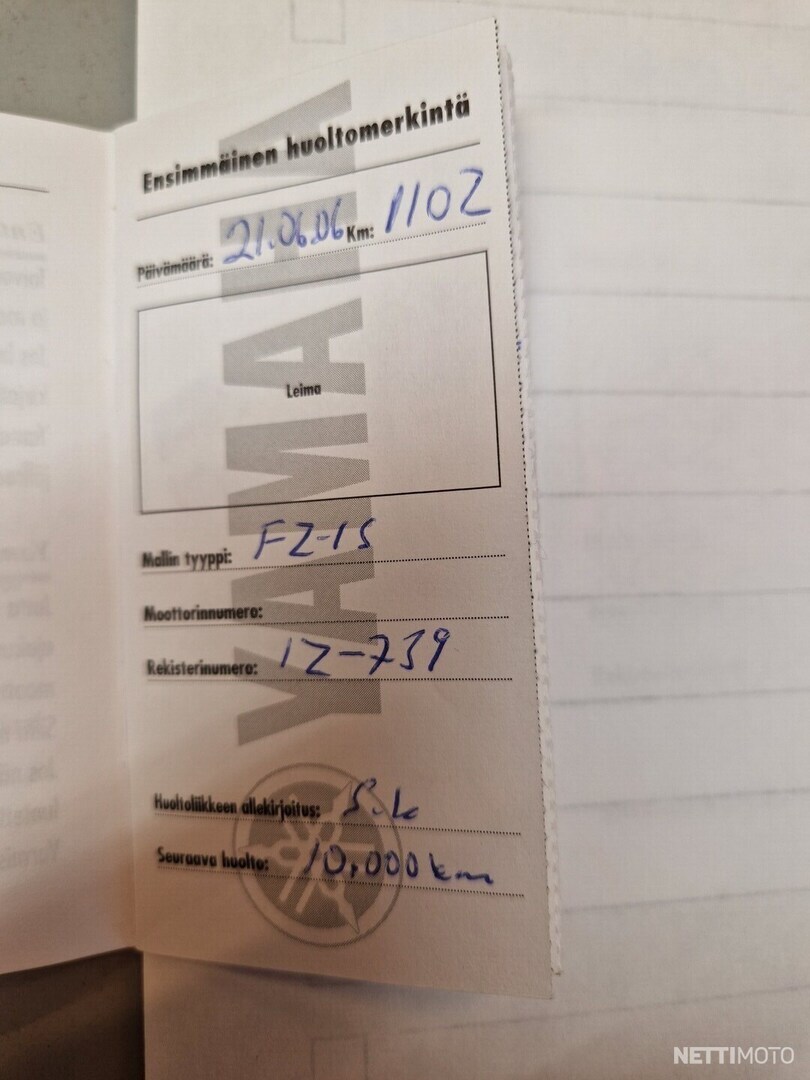 Ensimmäinen huoltomerkintä
Päivämäärä: 21.06.06 Km: 1102
Leima
YAMAHA
Mallin tyyppi: FZ-1S
Moottorinnumero:
Rekisterinumero: IZ-739
Huoltoliikkeen allekirjoitus: S.k
Seuraava huolto: 10,000 km
NETTIMOTO